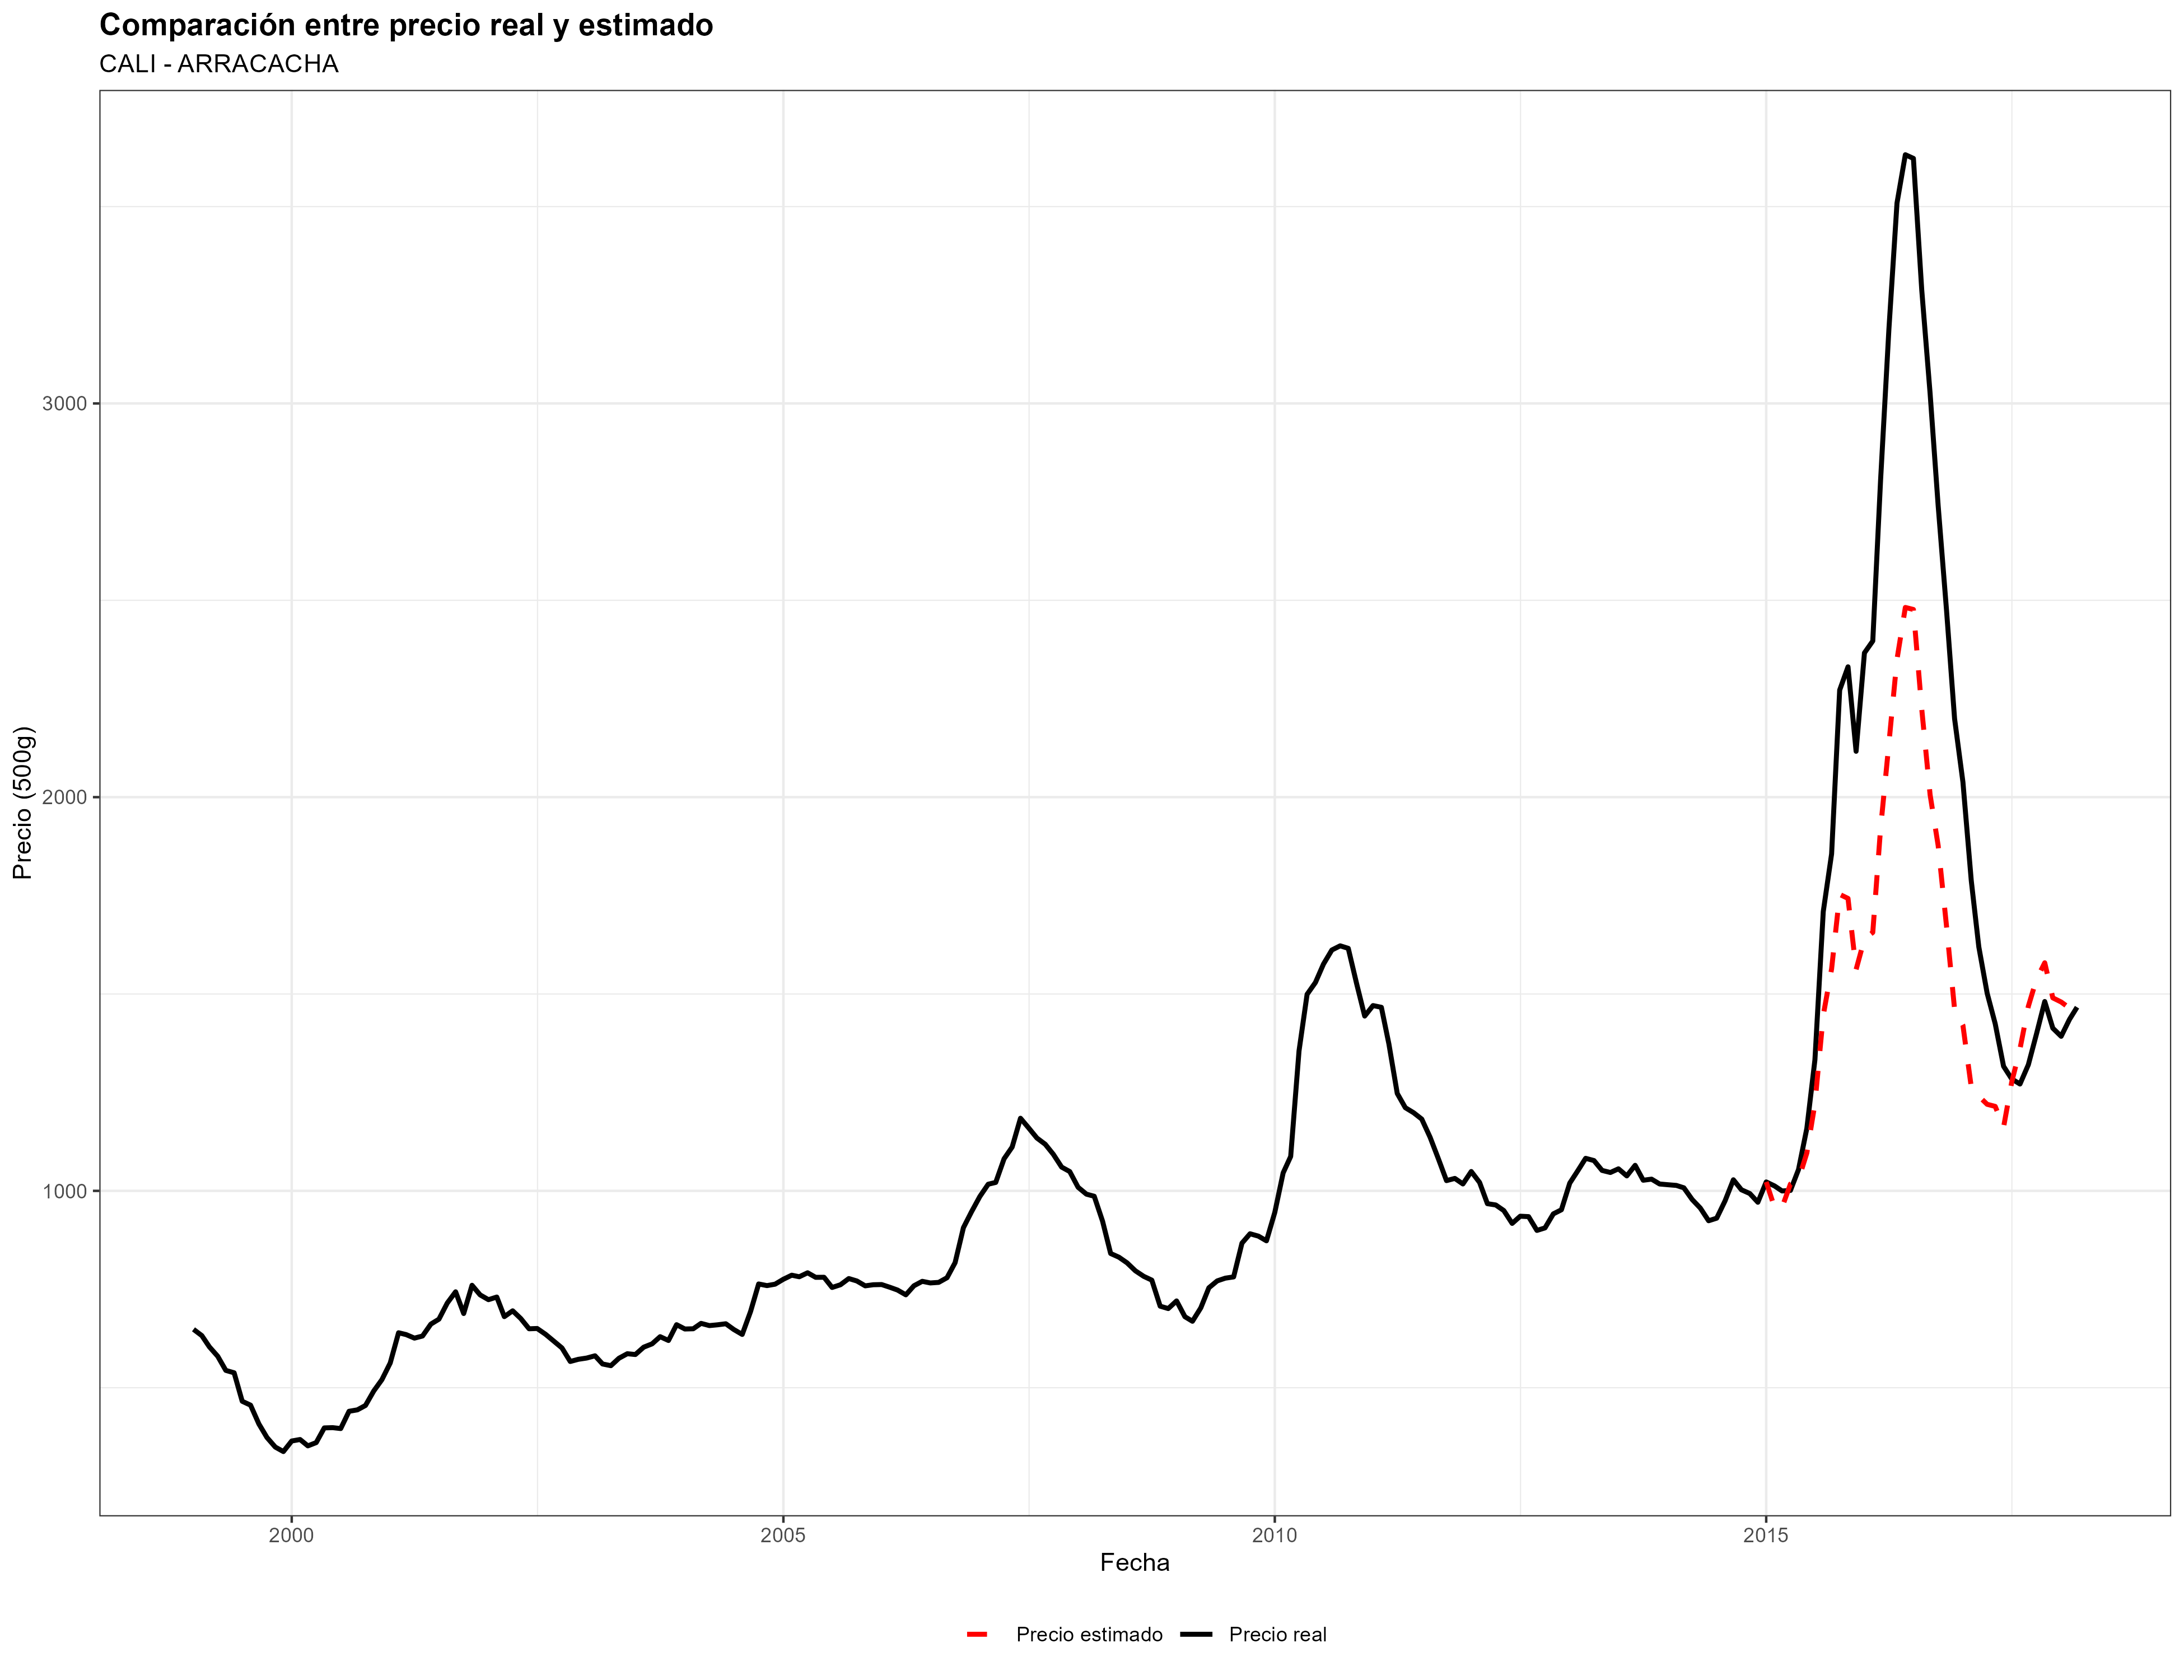 Comparación entre precio real y estimado
CALI - ARRACACHA
Precio (500g)
3000
2000
1000
2000
2005
2010
2015
Fecha
Precio estimado
Precio real